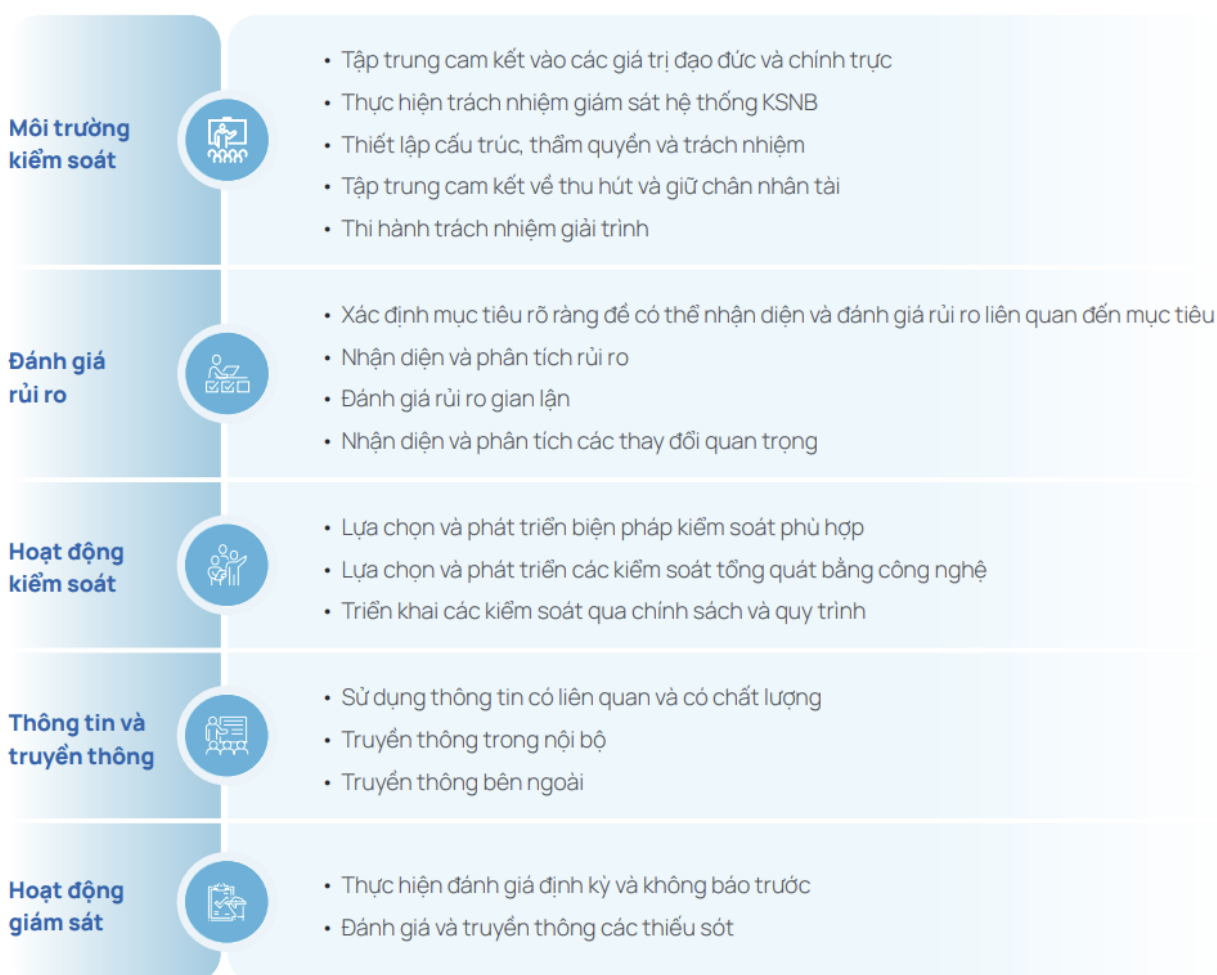 Môi trường
kiểm soát
• Tập trung cam kết vào các giá trị đạo đức và chính trực
• Thực hiện trách nhiệm giám sát hệ thống KSNB
• Thiết lập cấu trúc, thẩm quyền và trách nhiệm
• Tập trung cam kết về thu hút và giữ chân nhân tài
• Thi hành trách nhiệm giải trình
Đánh giá
rủi ro
• Xác định mục tiêu rõ ràng đề có thể nhận diện và đánh giá rủi ro liên quan đến mục tiêu
• Nhận diện và phân tích rủi ro
• Đánh giá rủi ro gian lận
• Nhận diện và phân tích các thay đổi quan trọng
Hoạt động
kiểm soát
• Lựa chọn và phát triển biện pháp kiểm soát phù hợp
• Lựa chọn và phát triển các kiểm soát tổng quát bằng công nghệ
• Triển khai các kiểm soát qua chính sách và quy trình
Thông tin và
truyền thông
• Sử dụng thông tin có liên quan và có chất lượng
• Truyền thông trong nội bộ
• Truyền thông bên ngoài
Hoạt động
giám sát
• Thực hiện đánh giá định kỳ và không báo trước
• Đánh giá và truyền thông các thiếu sót